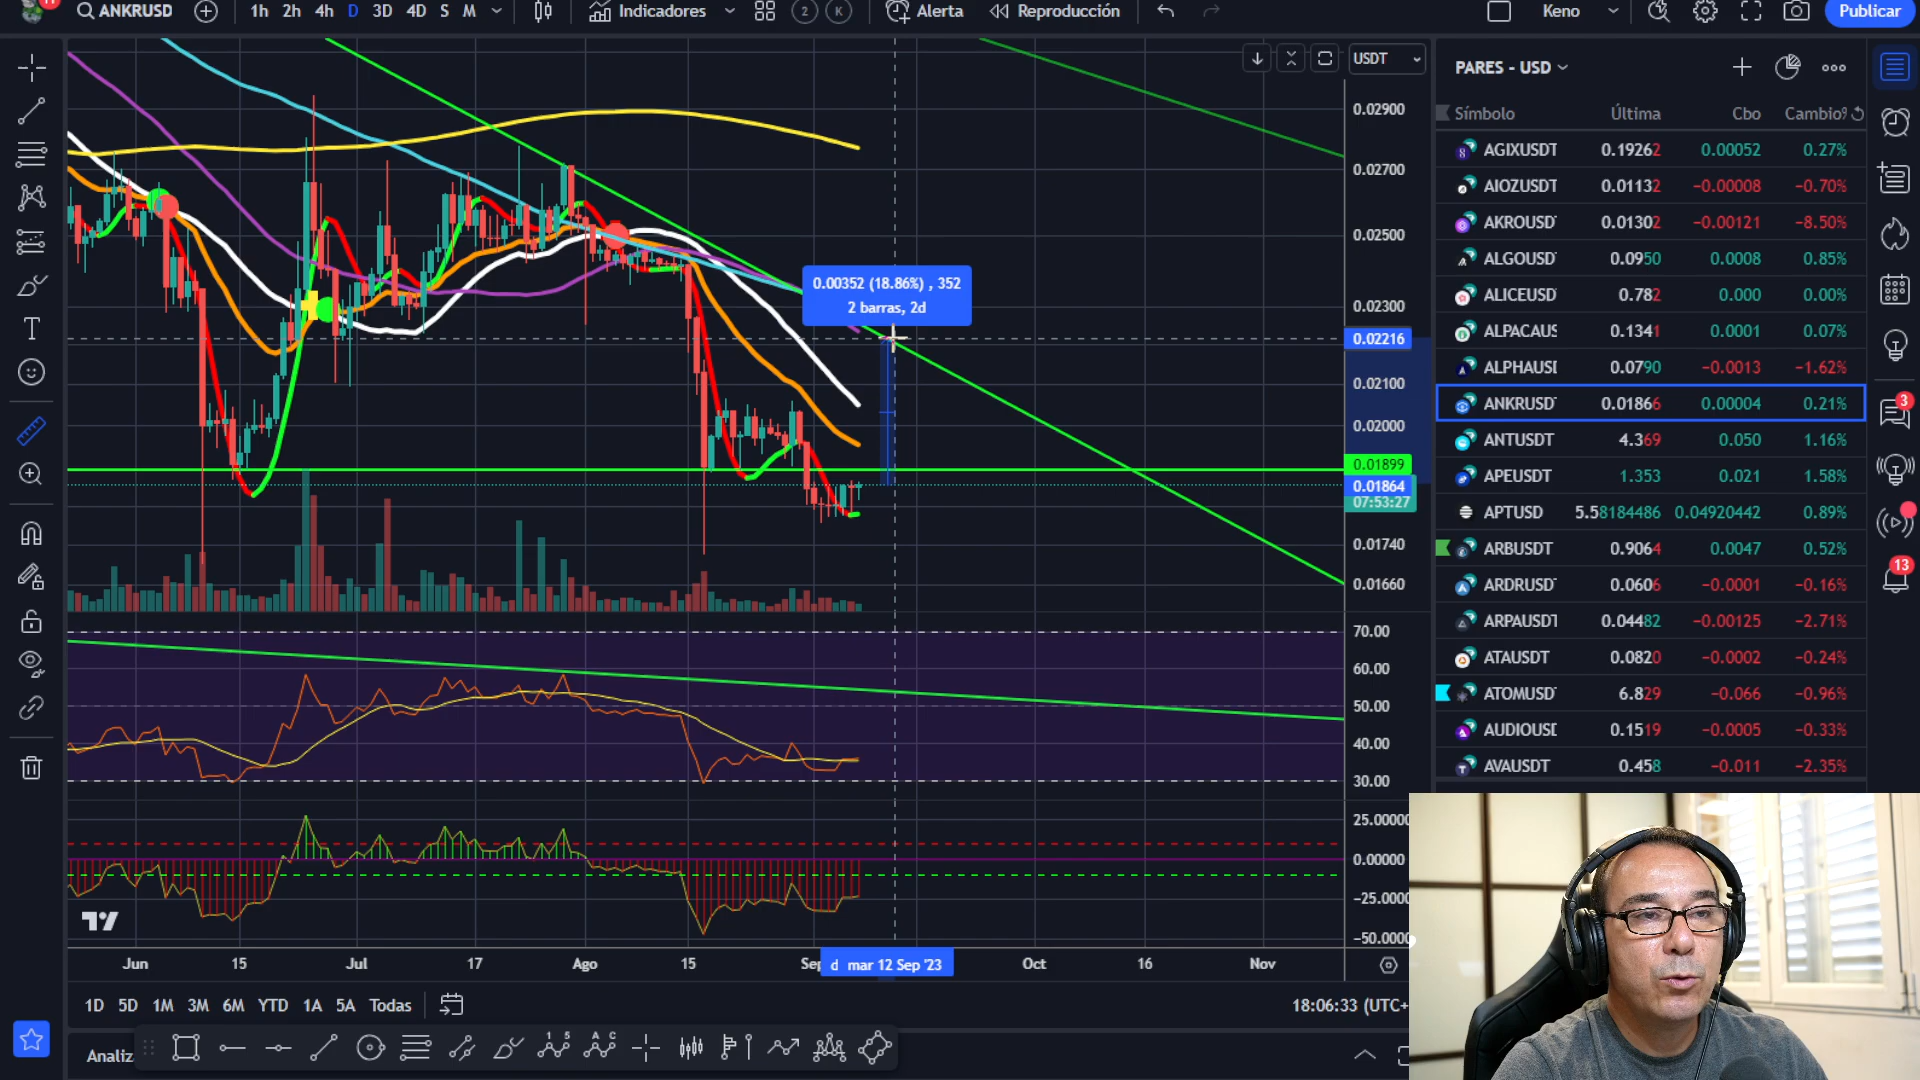 ANKRUSD 1h 2h 4h D 3D 4D S M Indicadores 2 K Alerta Reproducción Keno Publicar
USDT
PARES - USD
Símbolo Última Cbo Cambio%
0.02900
0.02700
0.02500
0.02300
0.02216
0.02100
0.02000
0.01899
0.01864
07:53:27
0.01740
0.01660
0.00352 (18.86%) , 352
2 barras, 2d
AGIXUSDT 0.19262 0.00052 0.27%
AIOZUSDT 0.01132 −0.00008 −0.70%
AKROUSD 0.01302 −0.00121 −8.50%
ALGOUSD 0.0950 0.0008 0.85%
ALICEUSD 0.782 0.000 0.00%
ALPACAUS 0.1341 0.0001 0.07%
ALPHAUSI 0.0790 −0.0013 −1.62%
ANKRUSD 0.01866 0.00004 0.21%
ANTUSDT 4.369 0.050 1.16%
APEUSDT 1.353 0.021 1.58%
APTUSD 5.58184486 0.04920442 0.89%
ARBUSDT 0.9064 0.0047 0.52%
ARDRUSD 0.0606 −0.0001 −0.16%
ARPAUSDT 0.04482 −0.00125 −2.71%
ATAUSDT 0.0820 −0.0002 −0.24%
ATOMUSD 6.829 −0.066 −0.96%
AUDIOUSD 0.1519 −0.0005 −0.33%
AVAUSDT 0.458 −0.011 −2.35%
3
13
70.00
60.00
50.00
40.00
30.00
25.0000
0.00000
−25.0000
−50.0000
Jun 15 Jul 17 Ago 15 Sep d mar 12 Sep '23 Oct 16 Nov
1D 5D 1M 3M 6M YTD 1A 5A Todas 18:06:33 (UTC+
Analiz